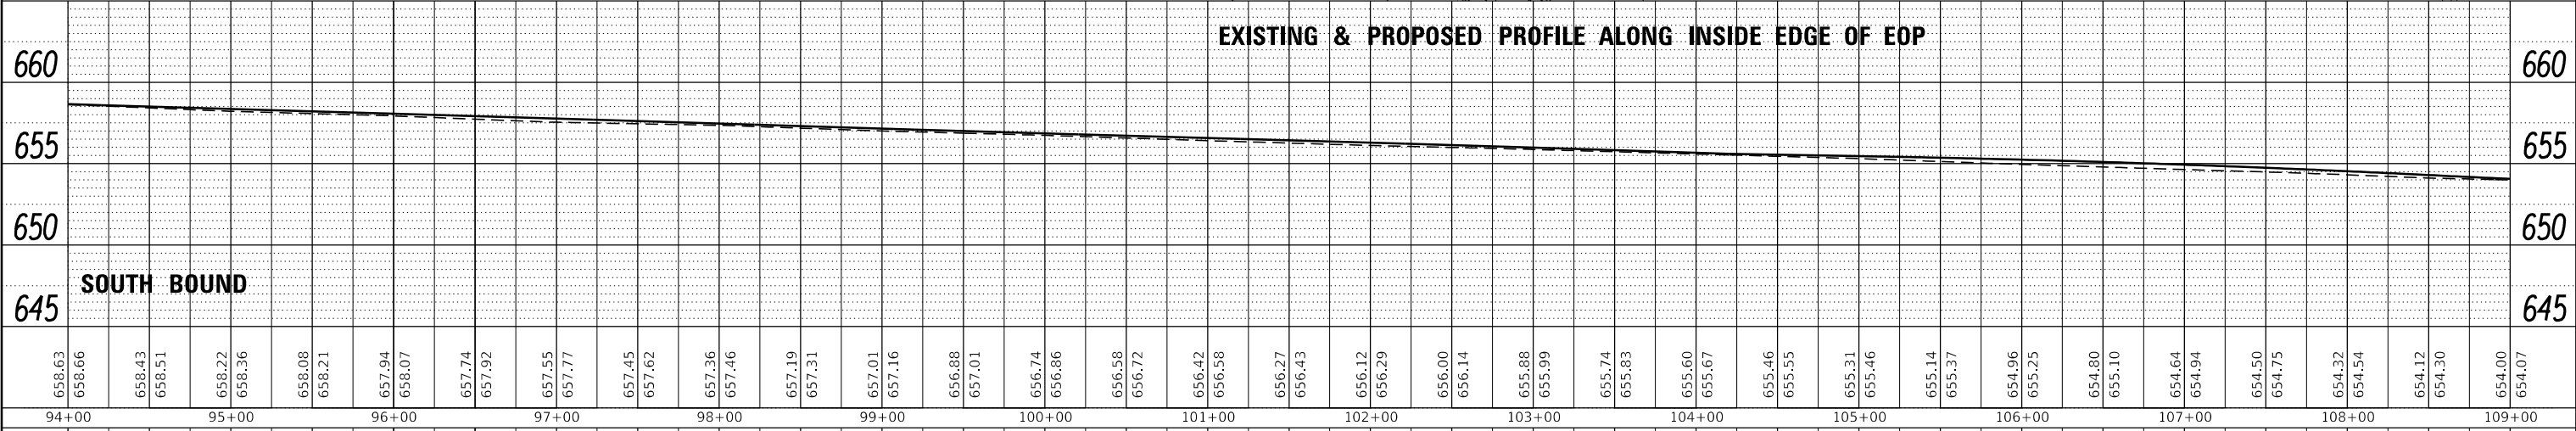 EXISTING & PROPOSED PROFILE ALONG INSIDE EDGE OF EOP
660 660
655 655
650 650
SOUTH BOUND
645 645
658.63 658.66 658.43 658.51 658.22 658.36 658.08 658.21 657.94 658.07 657.74 657.92 657.55 657.77 657.45 657.62 657.36 657.46 657.19 657.31 657.01 657.16 656.88 657.01 656.74 656.86 656.58 656.72 656.42 656.58 656.27 656.43 656.12 656.29 656.00 656.14 655.88 655.99 655.74 655.83 655.60 655.67 655.46 655.55 655.31 655.46 655.14 655.37 654.96 655.25 654.80 655.10 654.64 654.94 654.50 654.75 654.32 654.54 654.12 654.30 654.00 654.07
94+00 95+00 96+00 97+00 98+00 99+00 100+00 101+00 102+00 103+00 104+00 105+00 106+00 107+00 108+00 109+00